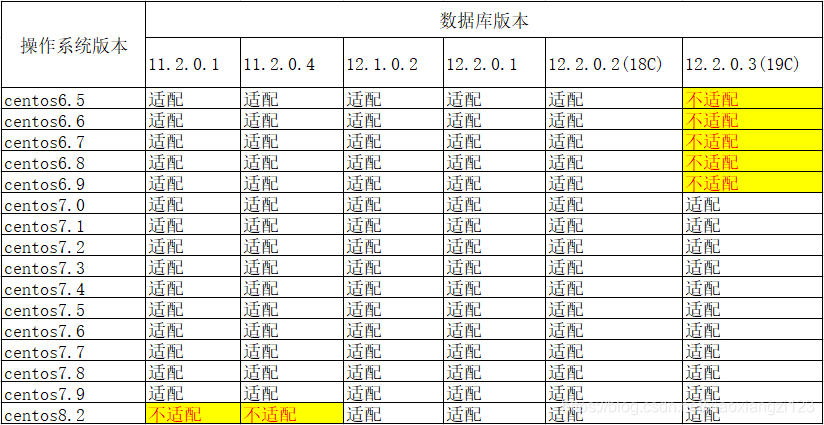 数据库版本
操作系统版本
11.2.0.1 11.2.0.4 12.1.0.2 12.2.0.1 12.2.0.2(18C) 12.2.0.3(19C)
centos6.5 适配 适配 适配 适配 适配 不适配
centos6.6 适配 适配 适配 适配 适配 不适配
centos6.7 适配 适配 适配 适配 适配 不适配
centos6.8 适配 适配 适配 适配 适配 不适配
centos6.9 适配 适配 适配 适配 适配 不适配
centos7.0 适配 适配 适配 适配 适配 适配
centos7.1 适配 适配 适配 适配 适配 适配
centos7.2 适配 适配 适配 适配 适配 适配
centos7.3 适配 适配 适配 适配 适配 适配
centos7.4 适配 适配 适配 适配 适配 适配
centos7.5 适配 适配 适配 适配 适配 适配
centos7.6 适配 适配 适配 适配 适配 适配
centos7.7 适配 适配 适配 适配 适配 适配
centos7.8 适配 适配 适配 适配 适配 适配
centos7.9 适配 适配 适配 适配 适配 适配
centos8.2 不适配 不适配 适配 适配 适配 适配